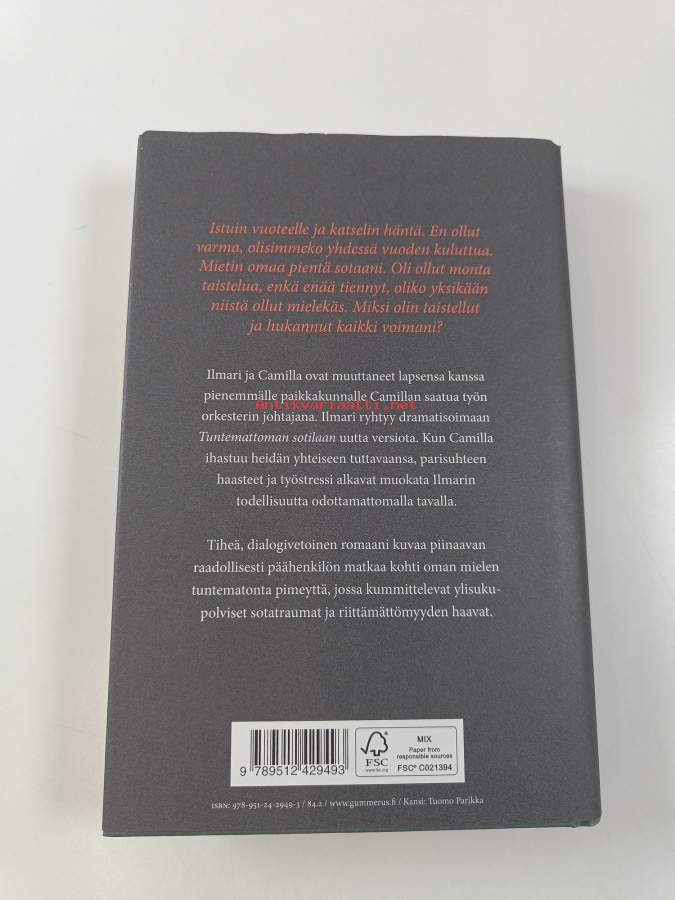 Istuin vuoteelle ja katselin häntä. En ollut
varma, olisimmeko yhdessä vuoden kuluttua.
Mietin omaa pientä sotaani. Oli ollut monta
taistelua, enkä enää tiennyt, oliko yksikään
niistä ollut mielekäs. Miksi olin taistellut
ja hukannut kaikki voimani?
Ilmari ja Camilla ovat muuttaneet lapsensa kanssa
pienemmälle paikkakunnalle Camillan saatua työn
Antikvariaatti.net
orkesterin johtajana. Ilmari ryhtyy dramatisoimaan
Tuntemattoman sotilaan uutta versiota. Kun Camilla
ihastuu heidän yhteiseen tuttavaansa, parisuhteen
haasteet ja työstressi alkavat muokata Ilmarin
todellisuutta odottamattomalla tavalla.
Tiheä, dialogivetoinen romaani kuvaa piinaavan
raadollisesti päähenkilön matkaa kohti oman mielen
tuntematonta pimeyttä, jossa kummittelevat ylisuku-
polviset sotatraumat ja riittämättömyyden haavat.
9 789512 429493
FSC
www.fsc.org
MIX
Paper from
responsible sources
FSC® C021394
ISBN: 978-951-24-2949-3 / 84.2 / www.gummerus.fi / Kansi: Tuomo Parikka